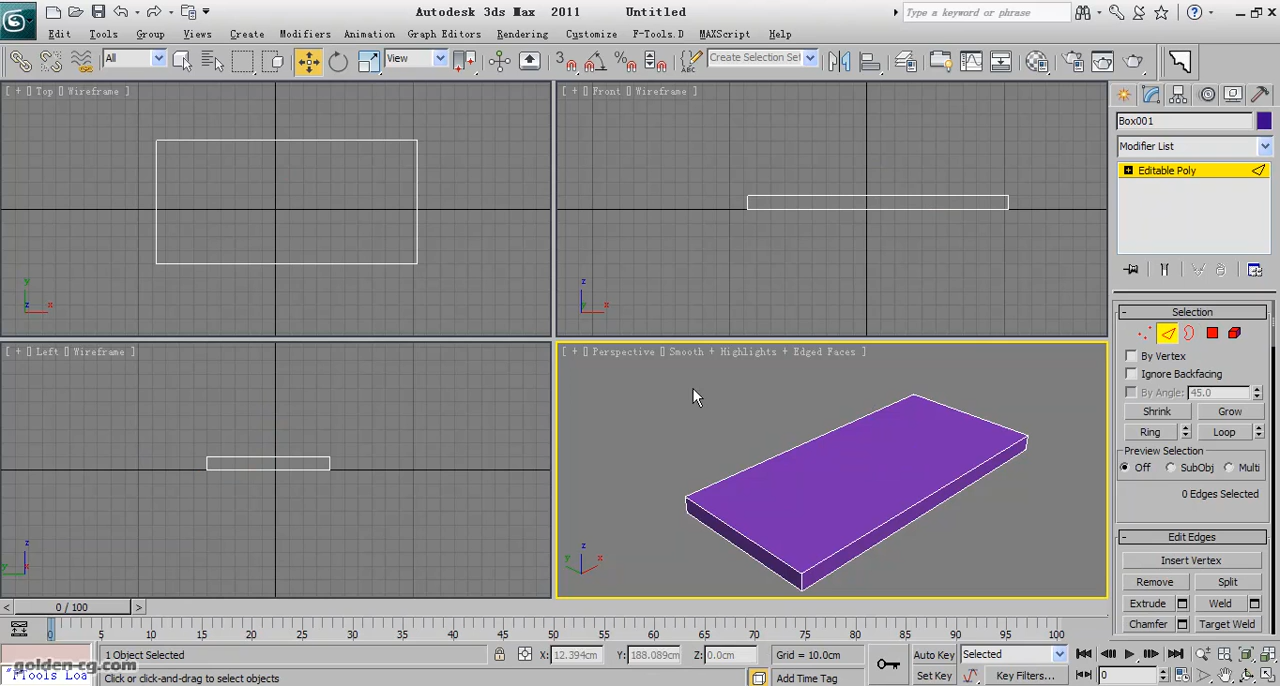 Autodesk 3ds Max 2011 Untitled
Type a keyword or phrase
Edit Tools Group Views Create Modifiers Animation Graph Editors Rendering Customize F-Tools.D MAXScript Help
All View 3 Create Selection Set
[ + [] Top [] Wireframe ]
[ + [] Front [] Wireframe ]
Box001
Modifier List
Editable Poly
y
z x
z
y x
Selection
By Vertex
Ignore Backfacing
By Angle: 45.0
Shrink Grow
Ring Loop
Preview Selection
Off SubObj Multi
0 Edges Selected
Edit Edges
Insert Vertex
Remove Split
Extrude Weld
Chamfer Target Weld
[ + [] Left [] Wireframe ]
[ + [] Perspective [] Smooth + Highlights + Edged Faces ]
z
y x
z
y x
< 0 / 100 >
0 5 10 15 20 25 30 35 40 45 50 55 60 65 70 75 80 85 90 95 100
1 Object Selected X: 12.394cm Y: 188.089cm Z: 0.0cm Grid = 10.0cm Auto Key Selected
golden-cg.com
"FTools Loa Click or click-and-drag to select objects Add Time Tag Set Key Key Filters... 0